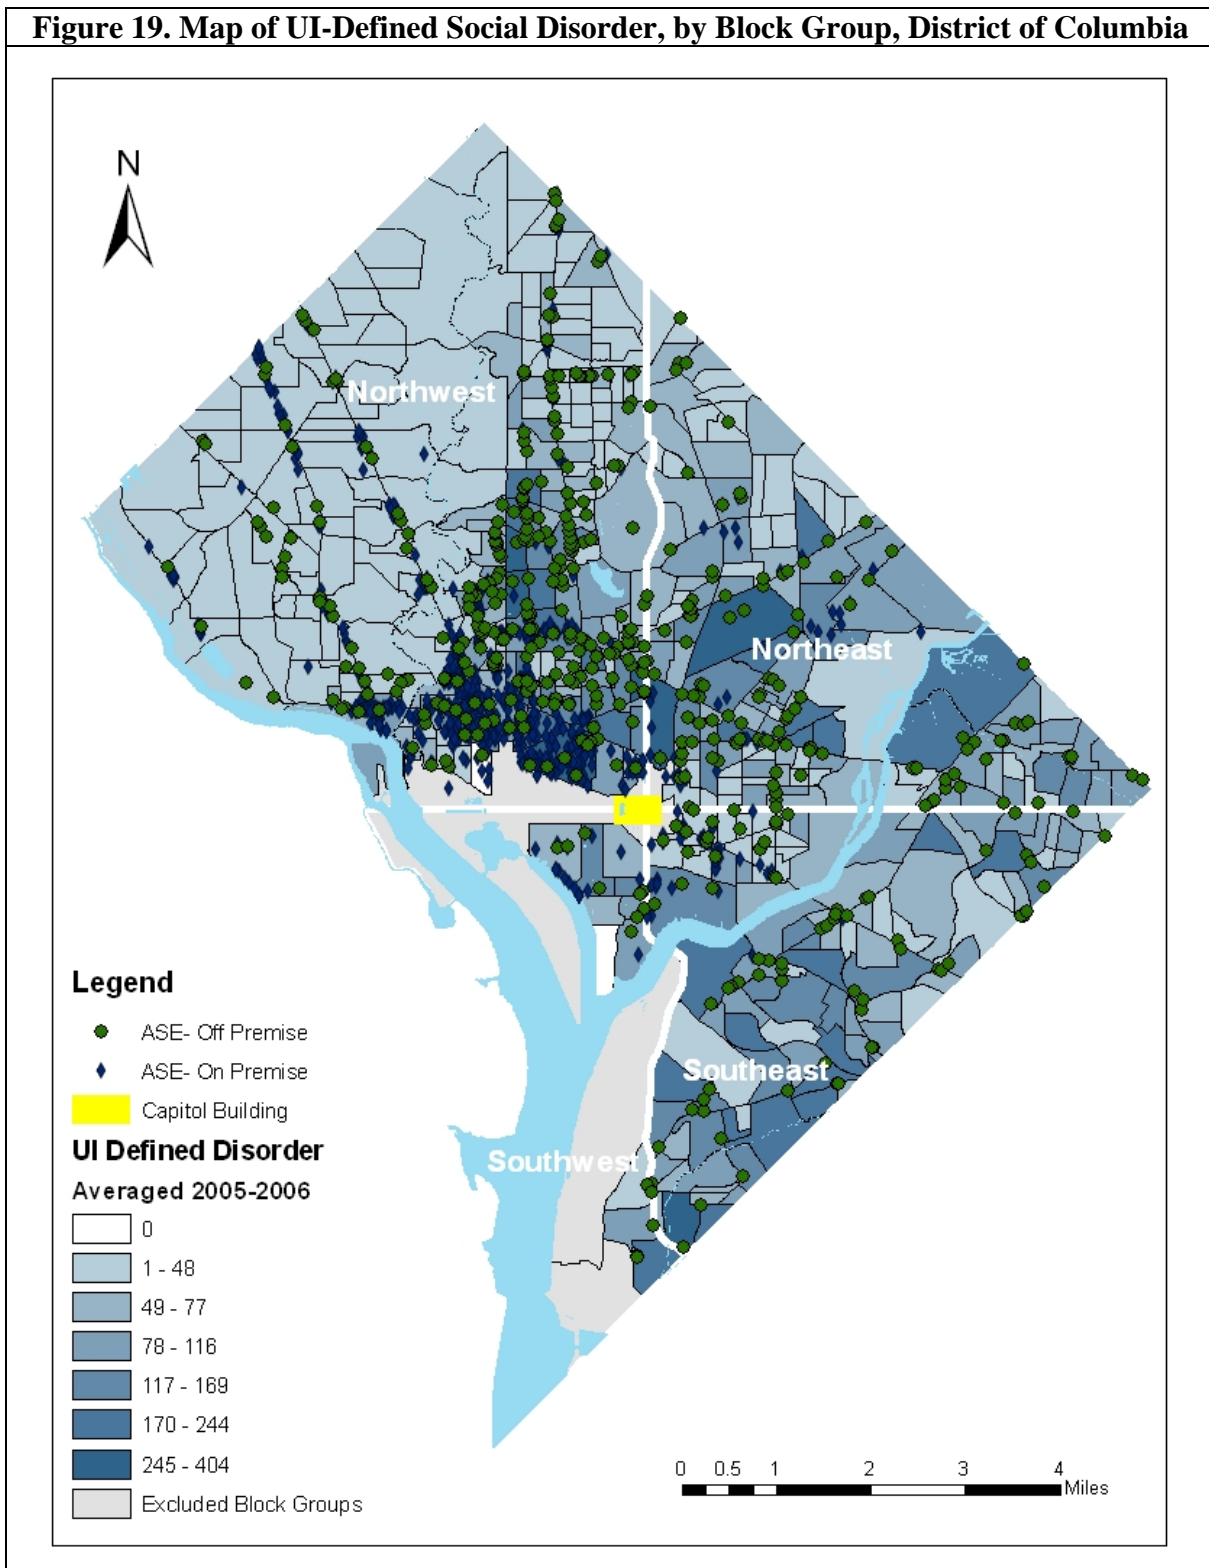 Figure 19. Map of UI-Defined Social Disorder, by Block Group, District of Columbia
N
Northwest
Northeast
Southeast
Southwest
Legend
ASE- Off Premise
ASE- On Premise
Capitol Building
UI Defined Disorder
Averaged 2005-2006
0
1 - 48
49 - 77
78 - 116
117 - 169
170 - 244
245 - 404
Excluded Block Groups
0 0.5 1 2 3 4
Miles